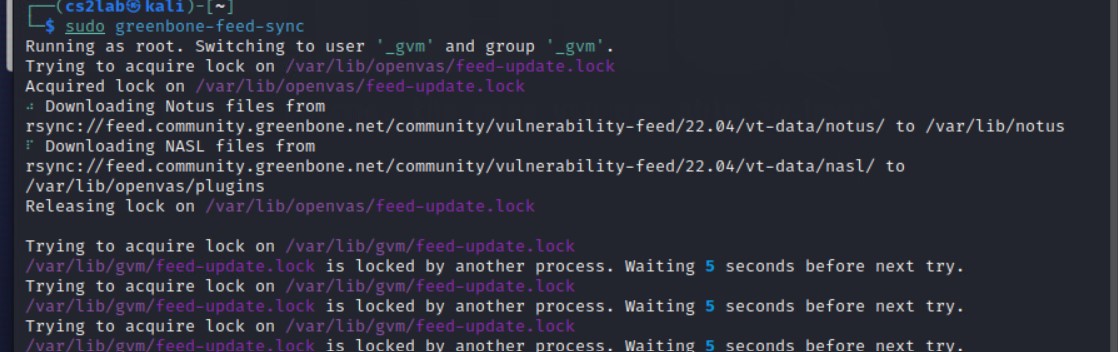 ┌──(cs2lab㉿kali)-[~]
└─$ sudo greenbone-feed-sync
Running as root. Switching to user '_gvm' and group '_gvm'.
Trying to acquire lock on /var/lib/openvas/feed-update.lock
Acquired lock on /var/lib/openvas/feed-update.lock
⠴ Downloading Notus files from
rsync://feed.community.greenbone.net/community/vulnerability-feed/22.04/vt-data/notus/ to /var/lib/notus
⠏ Downloading NASL files from
rsync://feed.community.greenbone.net/community/vulnerability-feed/22.04/vt-data/nasl/ to
/var/lib/openvas/plugins
Releasing lock on /var/lib/openvas/feed-update.lock
Trying to acquire lock on /var/lib/gvm/feed-update.lock
/var/lib/gvm/feed-update.lock is locked by another process. Waiting 5 seconds before next try.
Trying to acquire lock on /var/lib/gvm/feed-update.lock
/var/lib/gvm/feed-update.lock is locked by another process. Waiting 5 seconds before next try.
Trying to acquire lock on /var/lib/gvm/feed-update.lock
/var/lib/gvm/feed-update.lock is locked by another process. Waiting 5 seconds before next try.